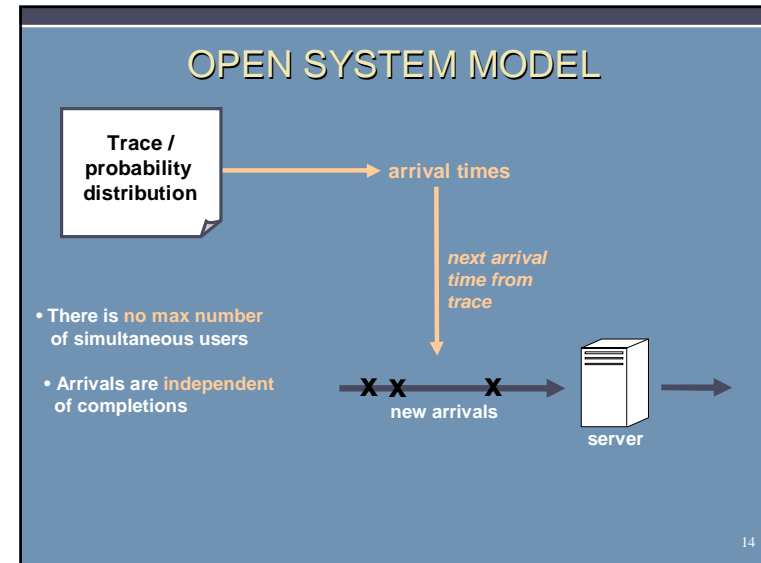 OPEN SYSTEM MODEL
Trace /
probability
distribution
arrival times
next arrival
time from
trace
• There is no max number
of simultaneous users
• Arrivals are independent
of completions
X X X
new arrivals
server
14